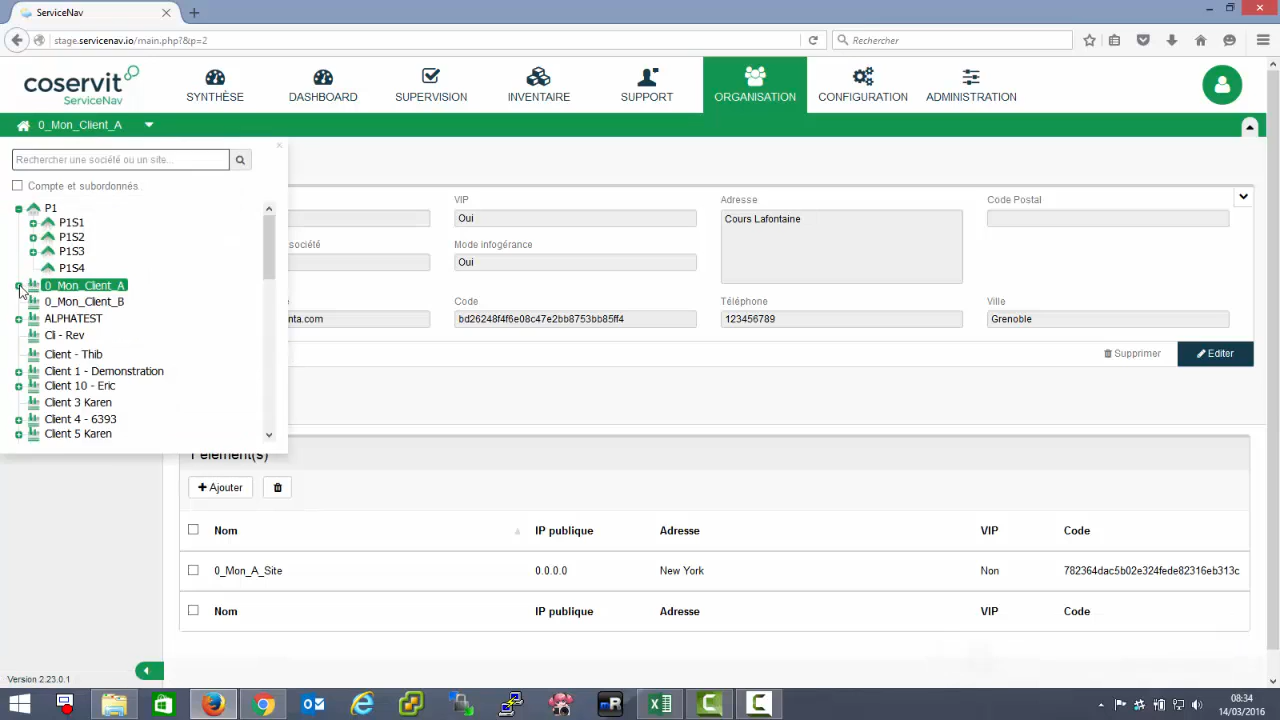 ServiceNav
stage.servicenav.io/main.php?&p=2
Rechercher
coservit
ServiceNav
SYNTHÈSE
DASHBOARD
SUPERVISION
INVENTAIRE
SUPPORT
ORGANISATION
CONFIGURATION
ADMINISTRATION
0_Mon_Client_A
Rechercher une société ou un site...
Compte et subordonnés
P1
P1S1
P1S2
P1S3
P1S4
0_Mon_Client_A
0_Mon_Client_B
ALPHATEST
Cli - Rev
Client - Thib
Client 1 - Demonstration
Client 10 - Eric
Client 3 Karen
Client 4 - 6393
Client 5 Karen
VIP
Oui
Adresse
Cours Lafontaine
Code Postal
société
Mode infogérance
Oui
Code
bd26248f4f6e08c47e2bb8753bb85ff4
Téléphone
123456789
Ville
Grenoble
Supprimer
Editer
Ajouter
Nom IP publique Adresse VIP Code
0_Mon_A_Site 0.0.0.0 New York Non 782364dac5b02e324fede82316eb313c
Nom IP publique Adresse VIP Code
Version 2.23.0.1
08:34
14/03/2016